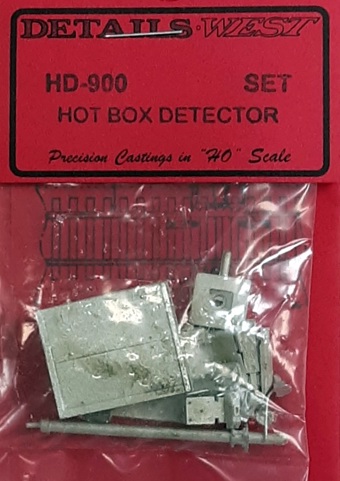 DETAILS WEST
HD-900 SET
HOT BOX DETECTOR
Precision Castings in "HO" Scale